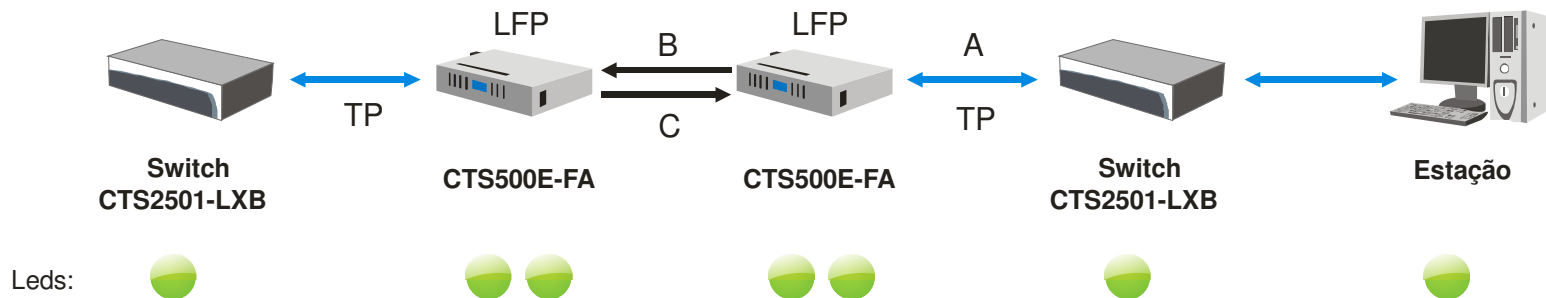 LFP
LFP
B
A
TP
C
TP
Switch
CTS2501-LXB
CTS500E-FA
CTS500E-FA
Switch
CTS2501-LXB
Estação
Leds: